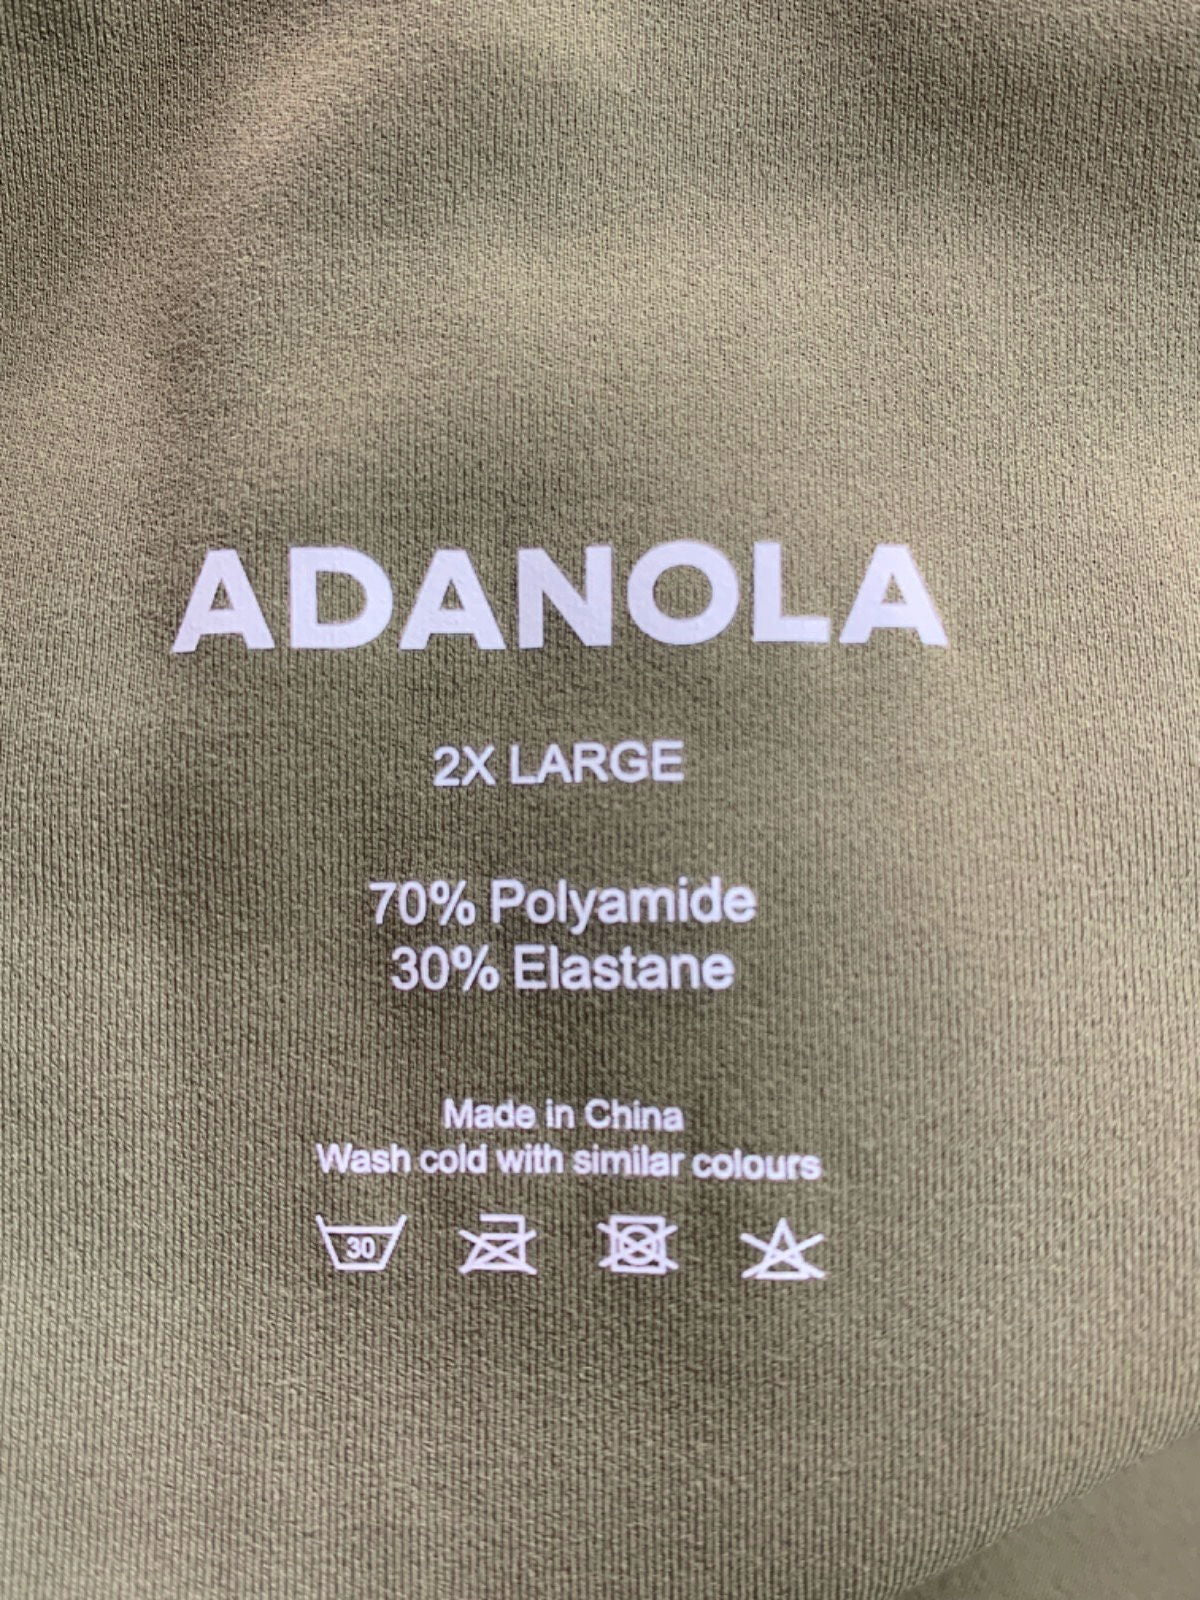 ADANOLA
2X LARGE
70% Polyamide
30% Elastane
Made in China
Wash cold with similar colours
30